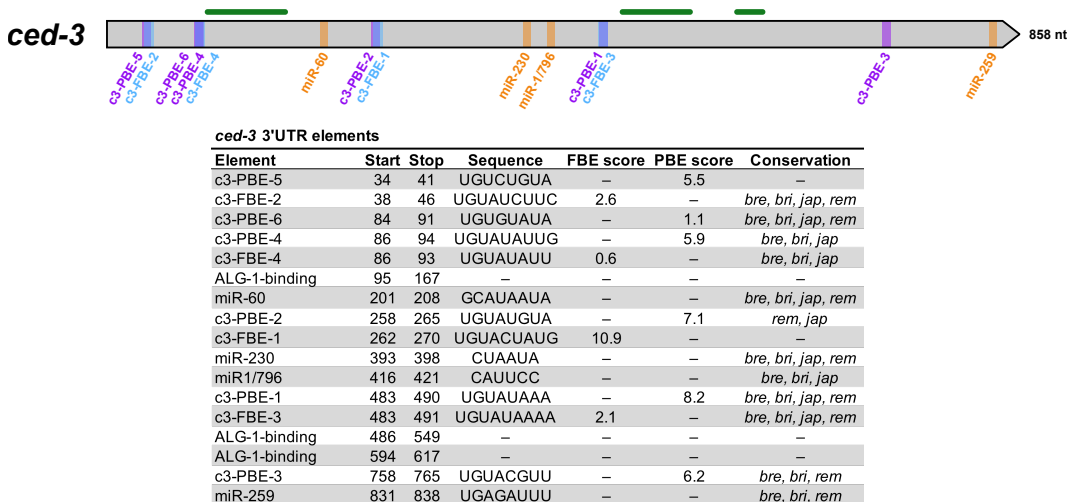 ced-3
858 nt
c3-PBE-5
c3-FBE-2
c3-PBE-6
c3-PBE-4
c3-FBE-4
miR-60
c3-PBE-2
c3-FBE-1
miR-230
miR-1/796
c3-PBE-1
c3-FBE-3
c3-PBE-3
miR-259
ced-3 3'UTR elements
Element Start Stop Sequence FBE score PBE score Conservation
c3-PBE-5 34 41 UGUCUGUA – 5.5 –
c3-FBE-2 38 46 UGUAUCUUC 2.6 – bre, bri, jap, rem
c3-PBE-6 84 91 UGUGUAUA – 1.1 bre, bri, jap, rem
c3-PBE-4 86 94 UGUAUAUUG – 5.9 bre, bri, jap
c3-FBE-4 86 93 UGUAUAUU 0.6 – bre, bri, jap
ALG-1-binding 95 167 – – – –
miR-60 201 208 GCAUAAUA – – bre, bri, jap, rem
c3-PBE-2 258 265 UGUAUGUA – 7.1 rem, jap
c3-FBE-1 262 270 UGUACUAUG 10.9 – –
miR-230 393 398 CUAAUA – – bre, bri, jap, rem
miR1/796 416 421 CAUUCC – – bre, bri, jap
c3-PBE-1 483 490 UGUAUAAA – 8.2 bre, bri, jap, rem
c3-FBE-3 483 491 UGUAUAAAA 2.1 – bre, bri, jap, rem
ALG-1-binding 486 549 – – – –
ALG-1-binding 594 617 – – – –
c3-PBE-3 758 765 UGUACGUU – 6.2 bre, bri, rem
miR-259 831 838 UGAGAUUU – – bre, bri, rem